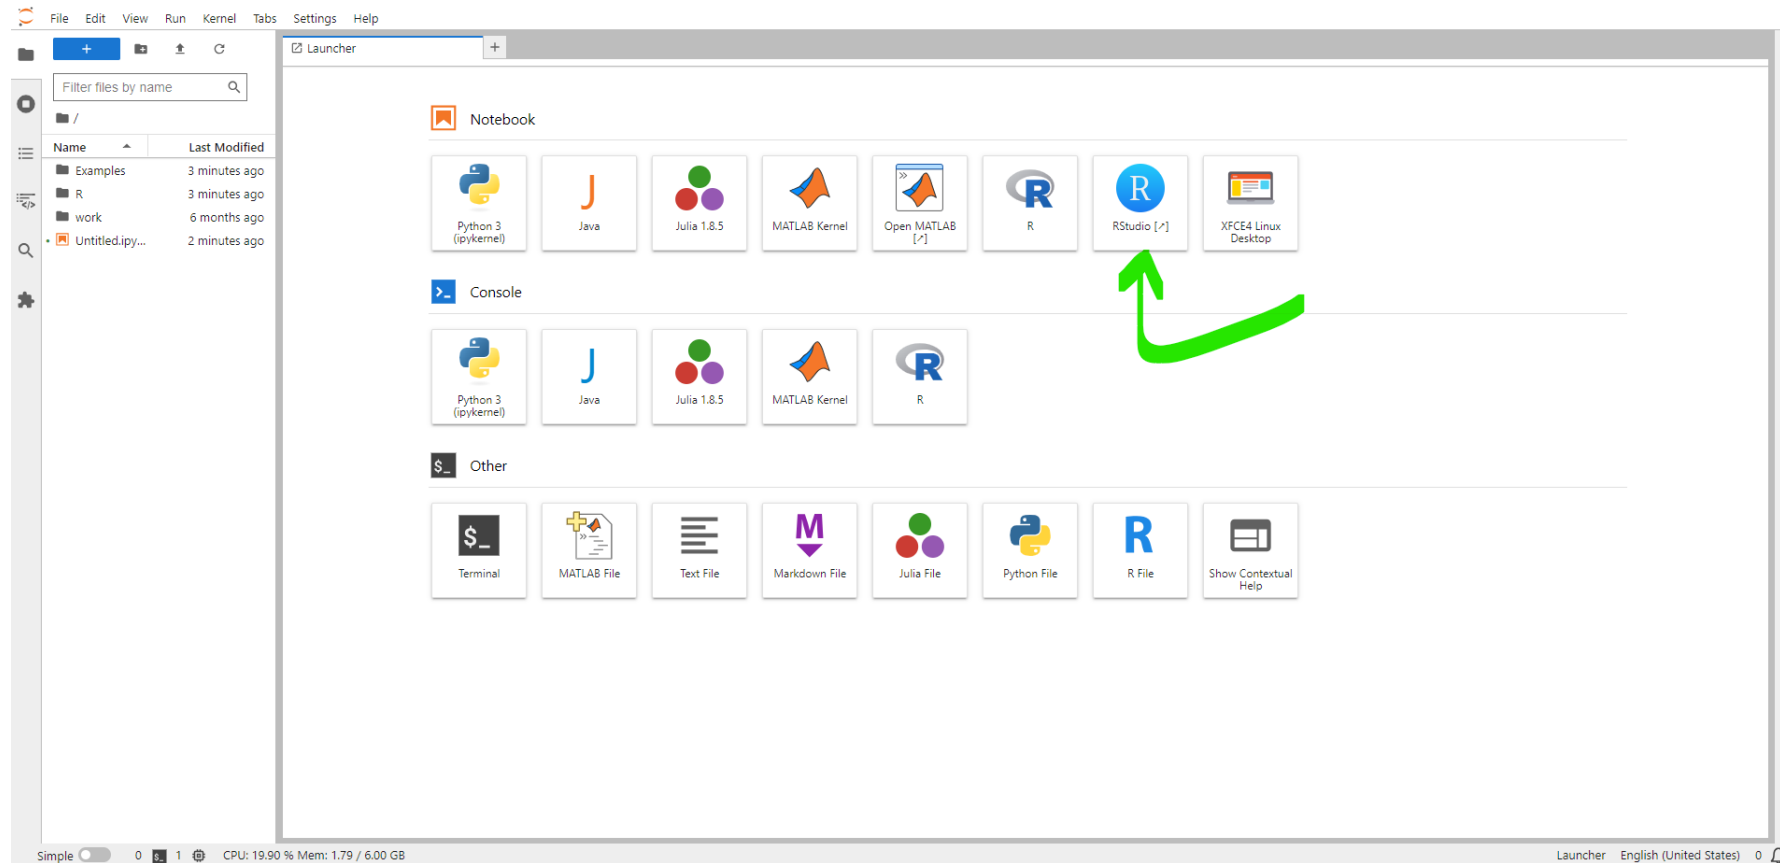 File Edit View Run Kernel Tabs Settings Help
Launcher
Filter files by name
/
Name Last Modified
Examples 3 minutes ago
R 3 minutes ago
work 6 months ago
Untitled.ipy... 2 minutes ago
Notebook
Python 3 (ipykernel)
Java
Julia 1.8.5
MATLAB Kernel
Open MATLAB [↗]
R
RStudio [↗]
XFCE4 Linux Desktop
Console
Python 3 (ipykernel)
Java
Julia 1.8.5
MATLAB Kernel
R
Other
$_
Terminal
MATLAB File
Text File
Markdown File
Julia File
Python File
R File
Show Contextual Help
Simple 0 $_ 1 CPU: 19.90 % Mem: 1.79 / 6.00 GB
Launcher English (United States) 0